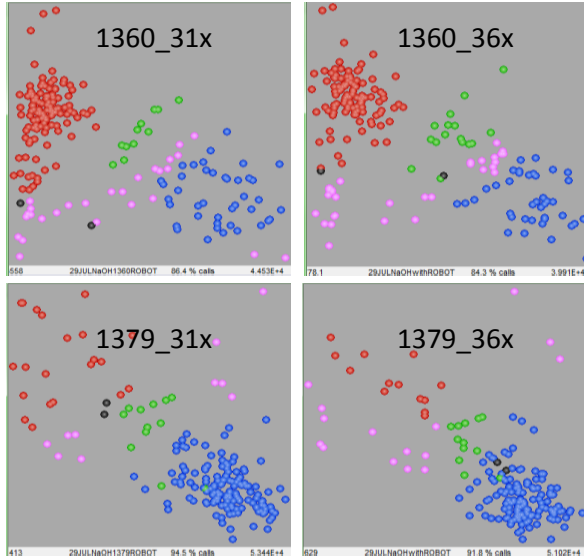 1360_31x
1360_36x
558 29JULNaOH1360ROBOT 86.4 % calls 4.453E+4
78.1 29JULNaOHwithROBOT 84.3 % calls 3.991E+4
1379_31x
1379_36x
413 29JULNaOH1379ROBOT 94.5 % calls 5.344E+4
629 29JULNaOHwithROBOT 91.8 % calls 5.102E+4